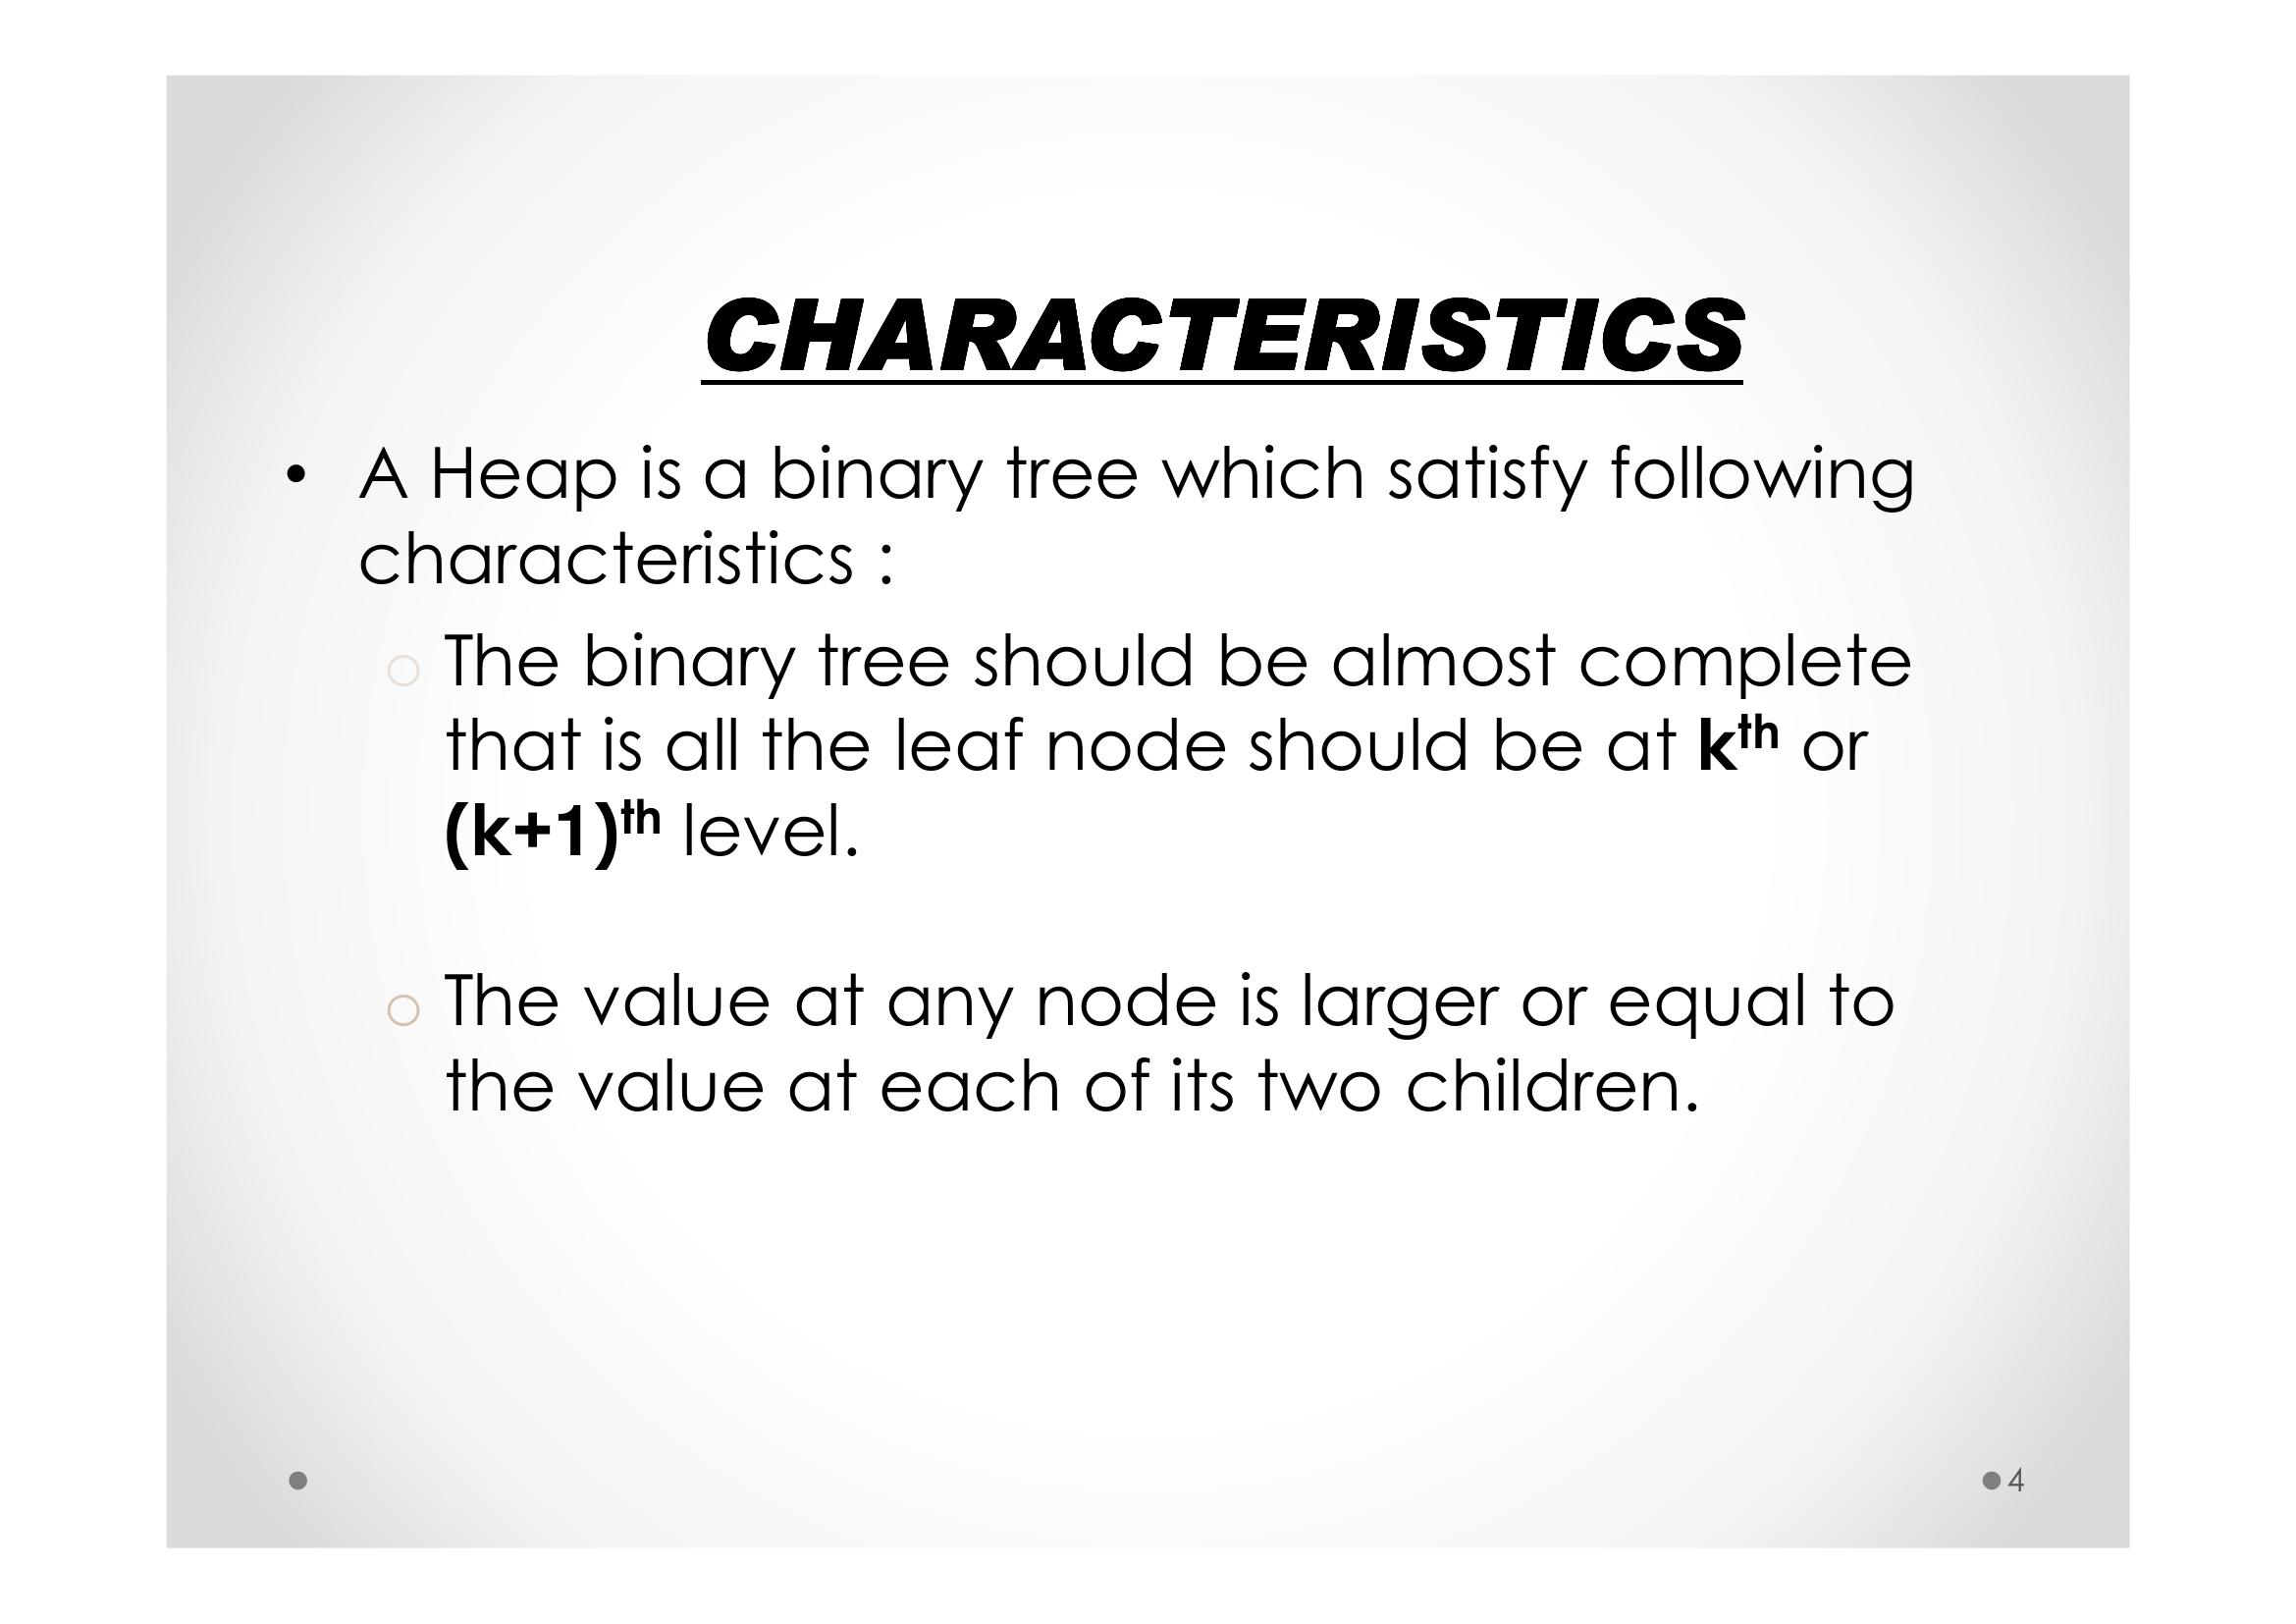 CHARACTERISTICS
• A Heap is a binary tree which satisfy following
characteristics :
○ The binary tree should be almost complete
that is all the leaf node should be at kth or
(k+1)th level.
○ The value at any node is larger or equal to
the value at each of its two children.
4